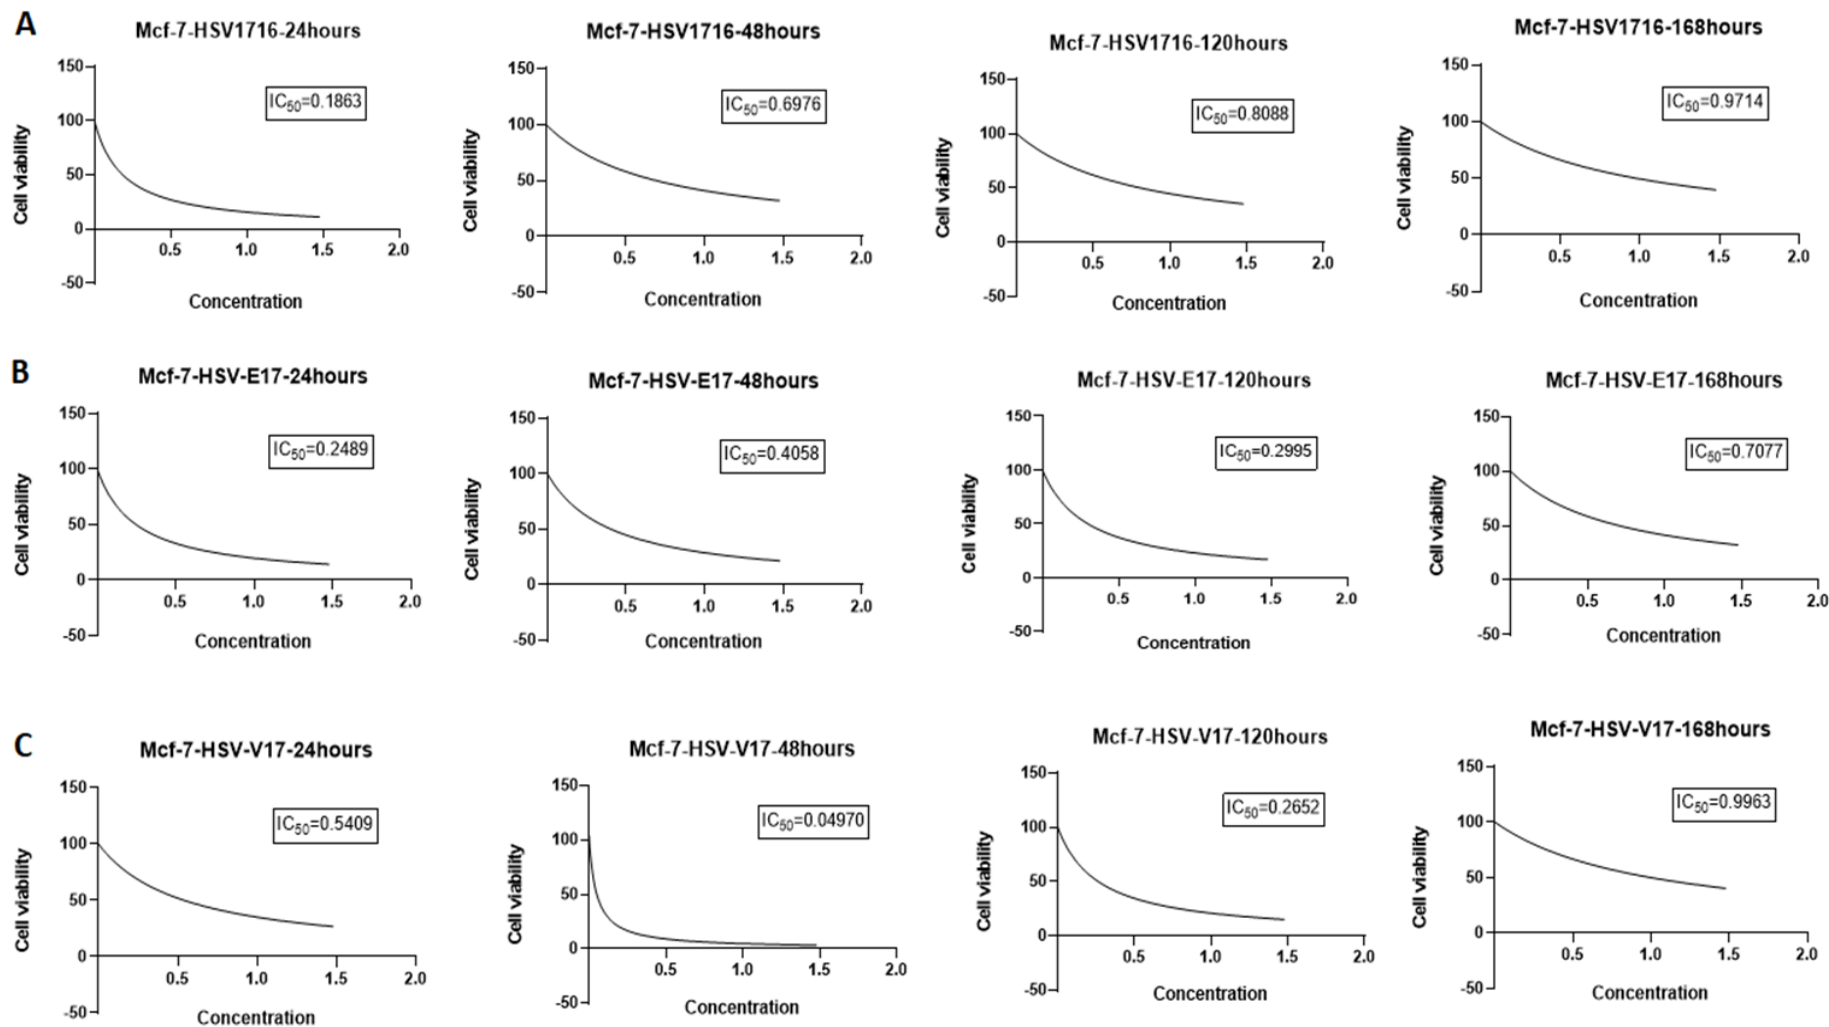 A
Mcf-7-HSV1716-24hours
150
100
50
0
-50
0.5 1.0 1.5 2.0
Cell viability
Concentration
IC50=0.1863
Mcf-7-HSV1716-48hours
150
100
50
0
-50
0.5 1.0 1.5 2.0
Cell viability
Concentration
IC50=0.6976
Mcf-7-HSV1716-120hours
150
100
50
0
-50
0.5 1.0 1.5 2.0
Cell viability
Concentration
IC50=0.8088
Mcf-7-HSV1716-168hours
150
100
50
0
-50
0.5 1.0 1.5 2.0
Cell viability
Concentration
IC50=0.9714
B
Mcf-7-HSV-E17-24hours
150
100
50
0
-50
0.5 1.0 1.5 2.0
Cell viability
Concentration
IC50=0.2489
Mcf-7-HSV-E17-48hours
150
100
50
0
-50
0.5 1.0 1.5 2.0
Cell viability
Concentration
IC50=0.4058
Mcf-7-HSV-E17-120hours
150
100
50
0
-50
0.5 1.0 1.5 2.0
Cell viability
Concentration
IC50=0.2995
Mcf-7-HSV-E17-168hours
150
100
50
0
-50
0.5 1.0 1.5 2.0
Cell viability
Concentration
IC50=0.7077
C
Mcf-7-HSV-V17-24hours
150
100
50
0
-50
0.5 1.0 1.5 2.0
Cell viability
Concentration
IC50=0.5409
Mcf-7-HSV-V17-48hours
150
100
50
0
-50
0.5 1.0 1.5 2.0
Cell viability
Concentration
IC50=0.04970
Mcf-7-HSV-V17-120hours
150
100
50
0
-50
0.5 1.0 1.5 2.0
Cell viability
Concentration
IC50=0.2652
Mcf-7-HSV-V17-168hours
150
100
50
0
-50
0.5 1.0 1.5 2.0
Cell viability
Concentration
IC50=0.9963